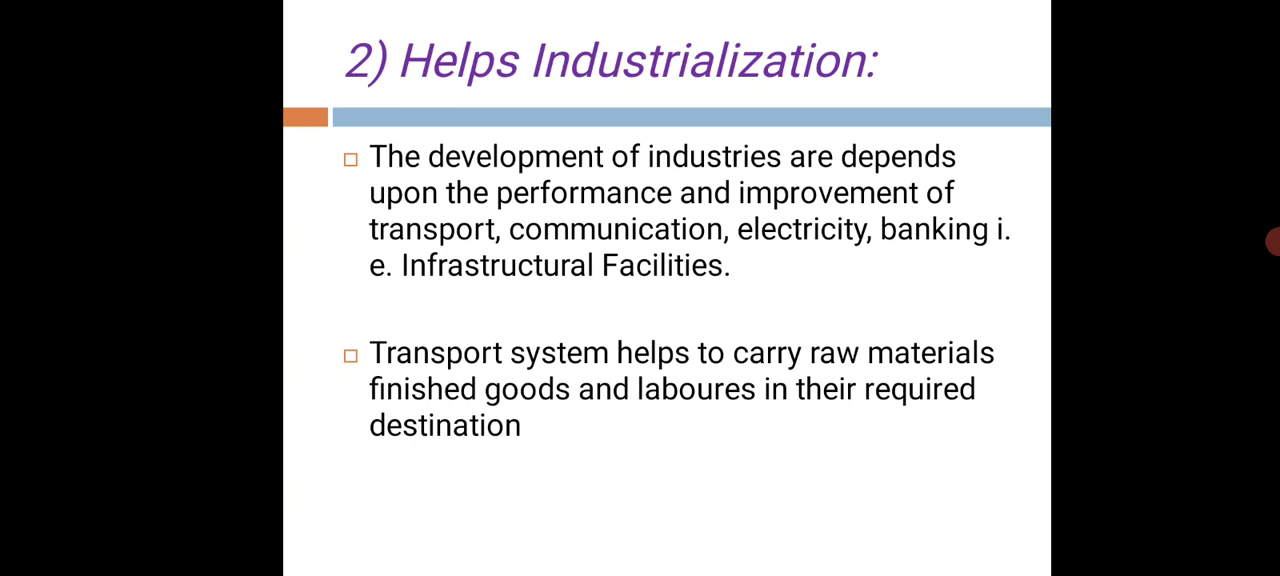 2) Helps Industrialization:
The development of industries are depends
upon the performance and improvement of
transport, communication, electricity, banking i.
e. Infrastructural Facilities.
Transport system helps to carry raw materials
finished goods and laboures in their required
destination